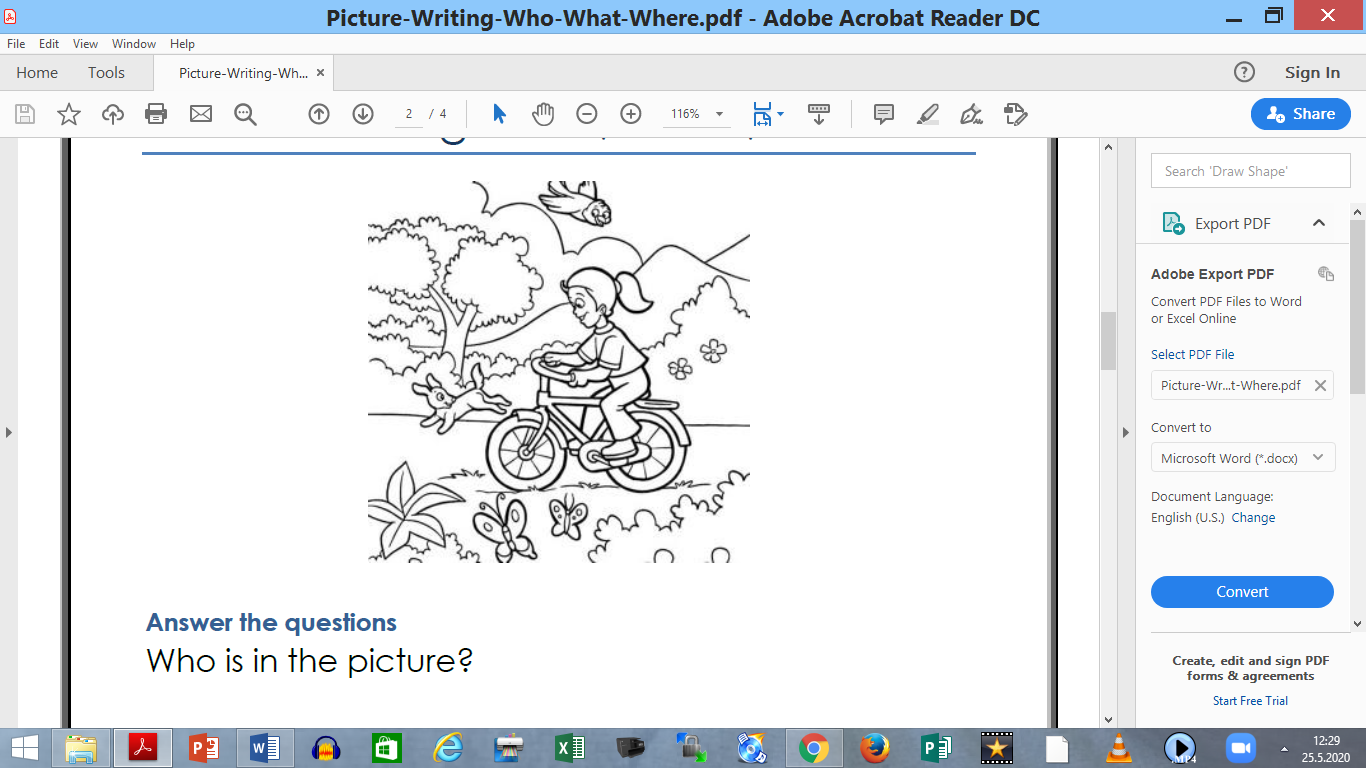 Picture-Writing-Who-What-Where.pdf - Adobe Acrobat Reader DC
File Edit View Window Help
Home Tools Picture-Writing-Wh... × ? Sign In
2 / 4 116% Share
Search 'Draw Shape'
Export PDF
Adobe Export PDF
Convert PDF Files to Word
or Excel Online
Select PDF File
Picture-Wr...t-Where.pdf
Convert to
Microsoft Word (*.docx)
Document Language:
English (U.S.) Change
Convert
Create, edit and sign PDF
forms & agreements
Start Free Trial
Answer the questions
Who is in the picture?
MP4
12:29
25.5.2020